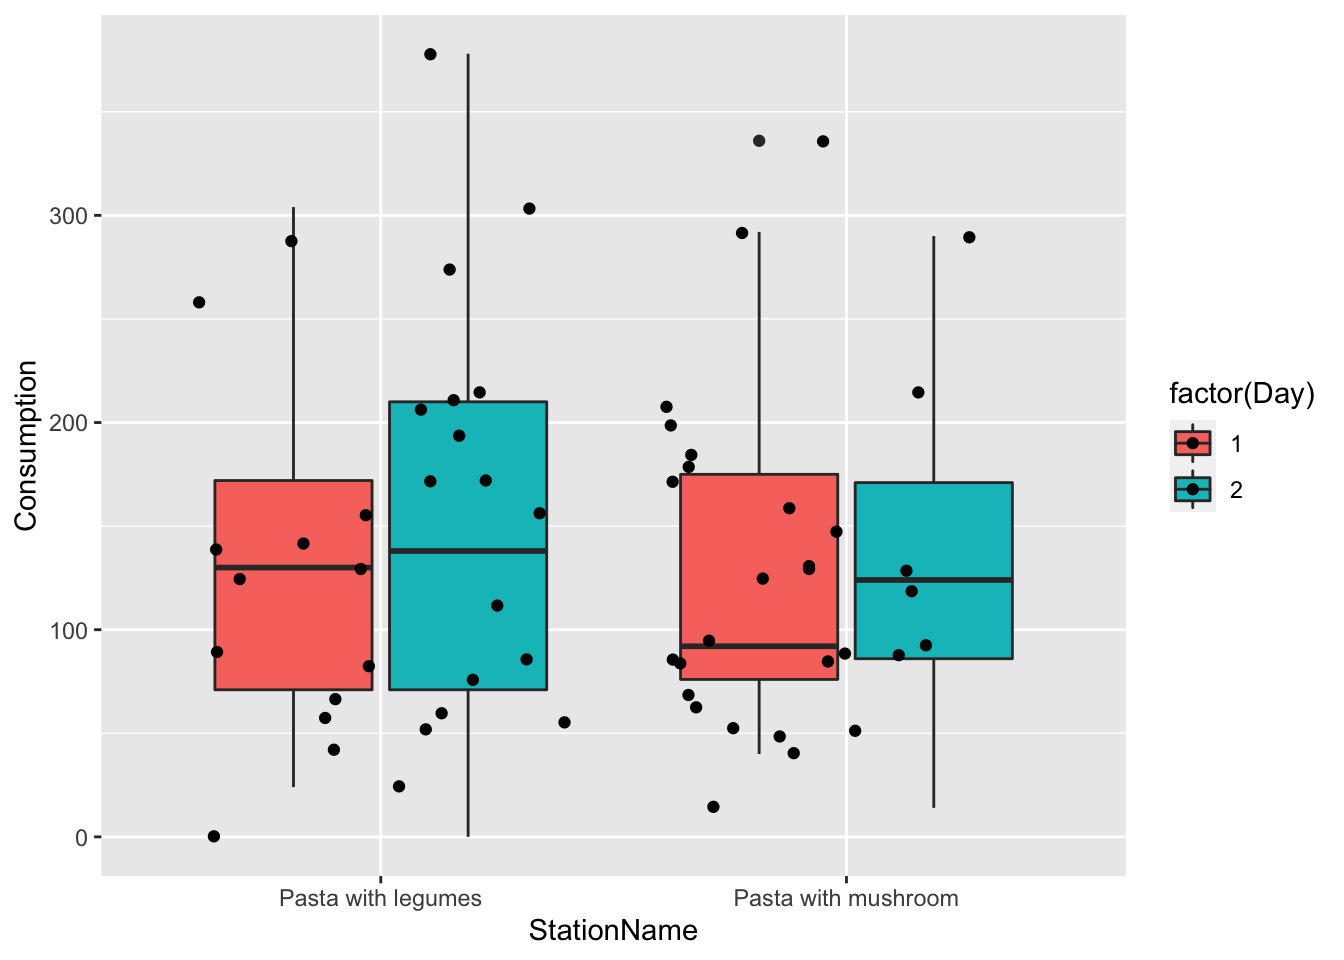 Consumption
300
200
100
0
Pasta with legumes
Pasta with mushroom
StationName
factor(Day)
1
2